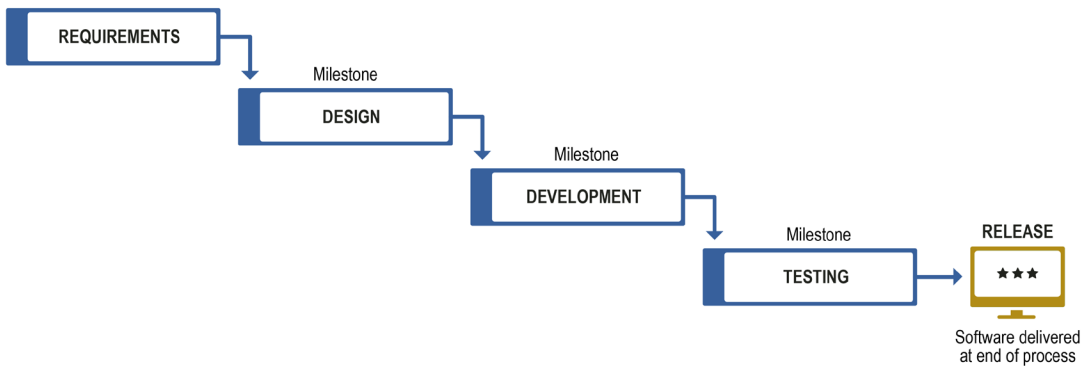 REQUIREMENTS
Milestone
DESIGN
Milestone
DEVELOPMENT
Milestone
TESTING
RELEASE
Software delivered
at end of process